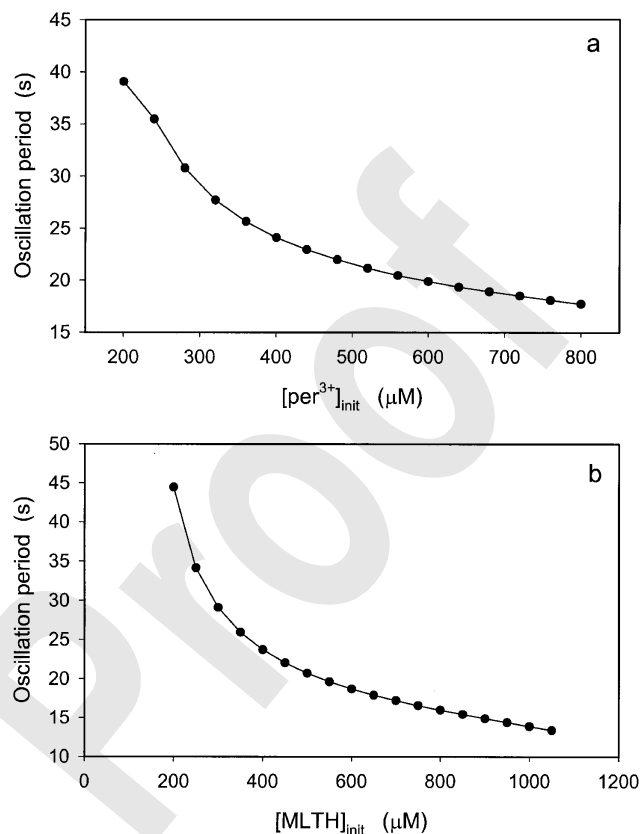 a
45
40
35
30
25
20
15
Oscillation period (s)
200 300 400 500 600 700 800
[per³⁺]init (μM)
b
50
45
40
35
30
25
20
15
10
Oscillation period (s)
0 200 400 600 800 1000 1200
[MLTH]init (μM)
Proof